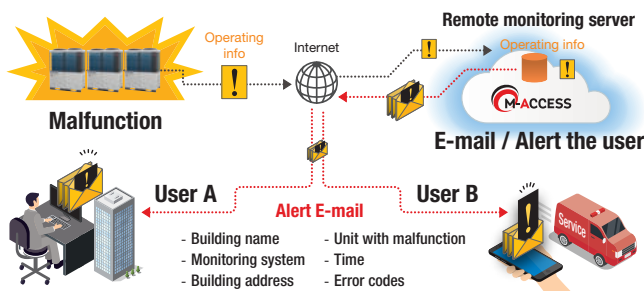 Remote monitoring server
Operating
info
Internet
Operating info
M-ACCESS
Malfunction
E-mail / Alert the user
User A
User B
Alert E-mail
- Building name
- Monitoring system
- Building address
- Unit with malfunction
- Time
- Error codes
Service